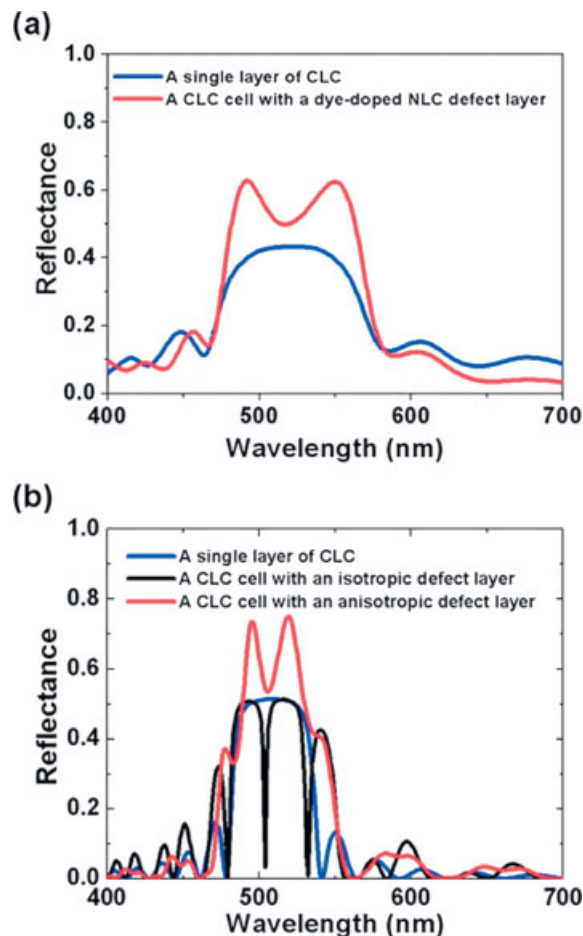 (a)
A single layer of CLC
A CLC cell with a dye-doped NLC defect layer
1.0
0.8
0.6
0.4
0.2
0.0
Reflectance
400 500 600 700
Wavelength (nm)
(b)
A single layer of CLC
A CLC cell with an isotropic defect layer
A CLC cell with an anisotropic defect layer
1.0
0.8
0.6
0.4
0.2
0.0
Reflectance
400 500 600 700
Wavelength (nm)